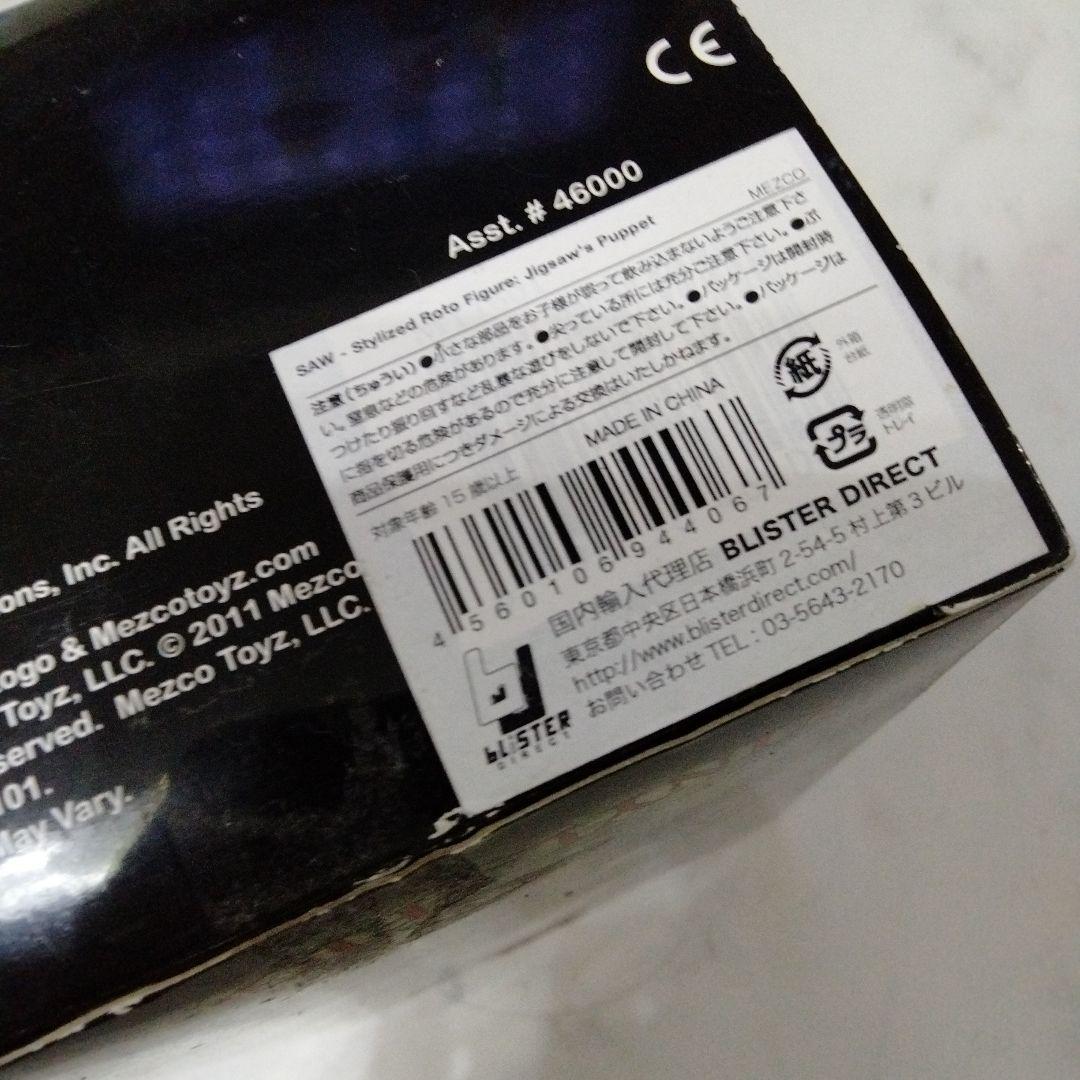 CE
Asst. # 46000
SAW - Stylized Roto Figure: Jigsaw's Puppet
MEZCO
注意(ちゅうい)●小さな部品をお子様が誤って飲み込まないようご注意下さ
い。窒息などの危険があります。●尖っている所には充分ご注意下さい。●ぶ
つけたり振り回すなど乱暴な遊びをしないで下さい。●パッケージは開封時
に指を切る危険があるので充分に注意して開封して下さい。●パッケージは
商品保護用につきダメージによる交換はいたしかねます。
対象年齢 15 歳以上
MADE IN CHINA
紙
外箱
台紙
プラ
透明窓
トレイ
4 560106 944067
国内輸入代理店 BLISTER DIRECT
東京都中央区日本橋浜町 2-54-5 村上第3ビル
http://www.blisterdirect.com/
お問い合わせ TEL : 03-5643-2170
BLISTER
DIRECT
ons, Inc. All Rights
ogo & Mezcotoyz.com
Toyz, LLC. © 2011 Mezco
served. Mezco Toyz, LLC.
101.
May Vary.